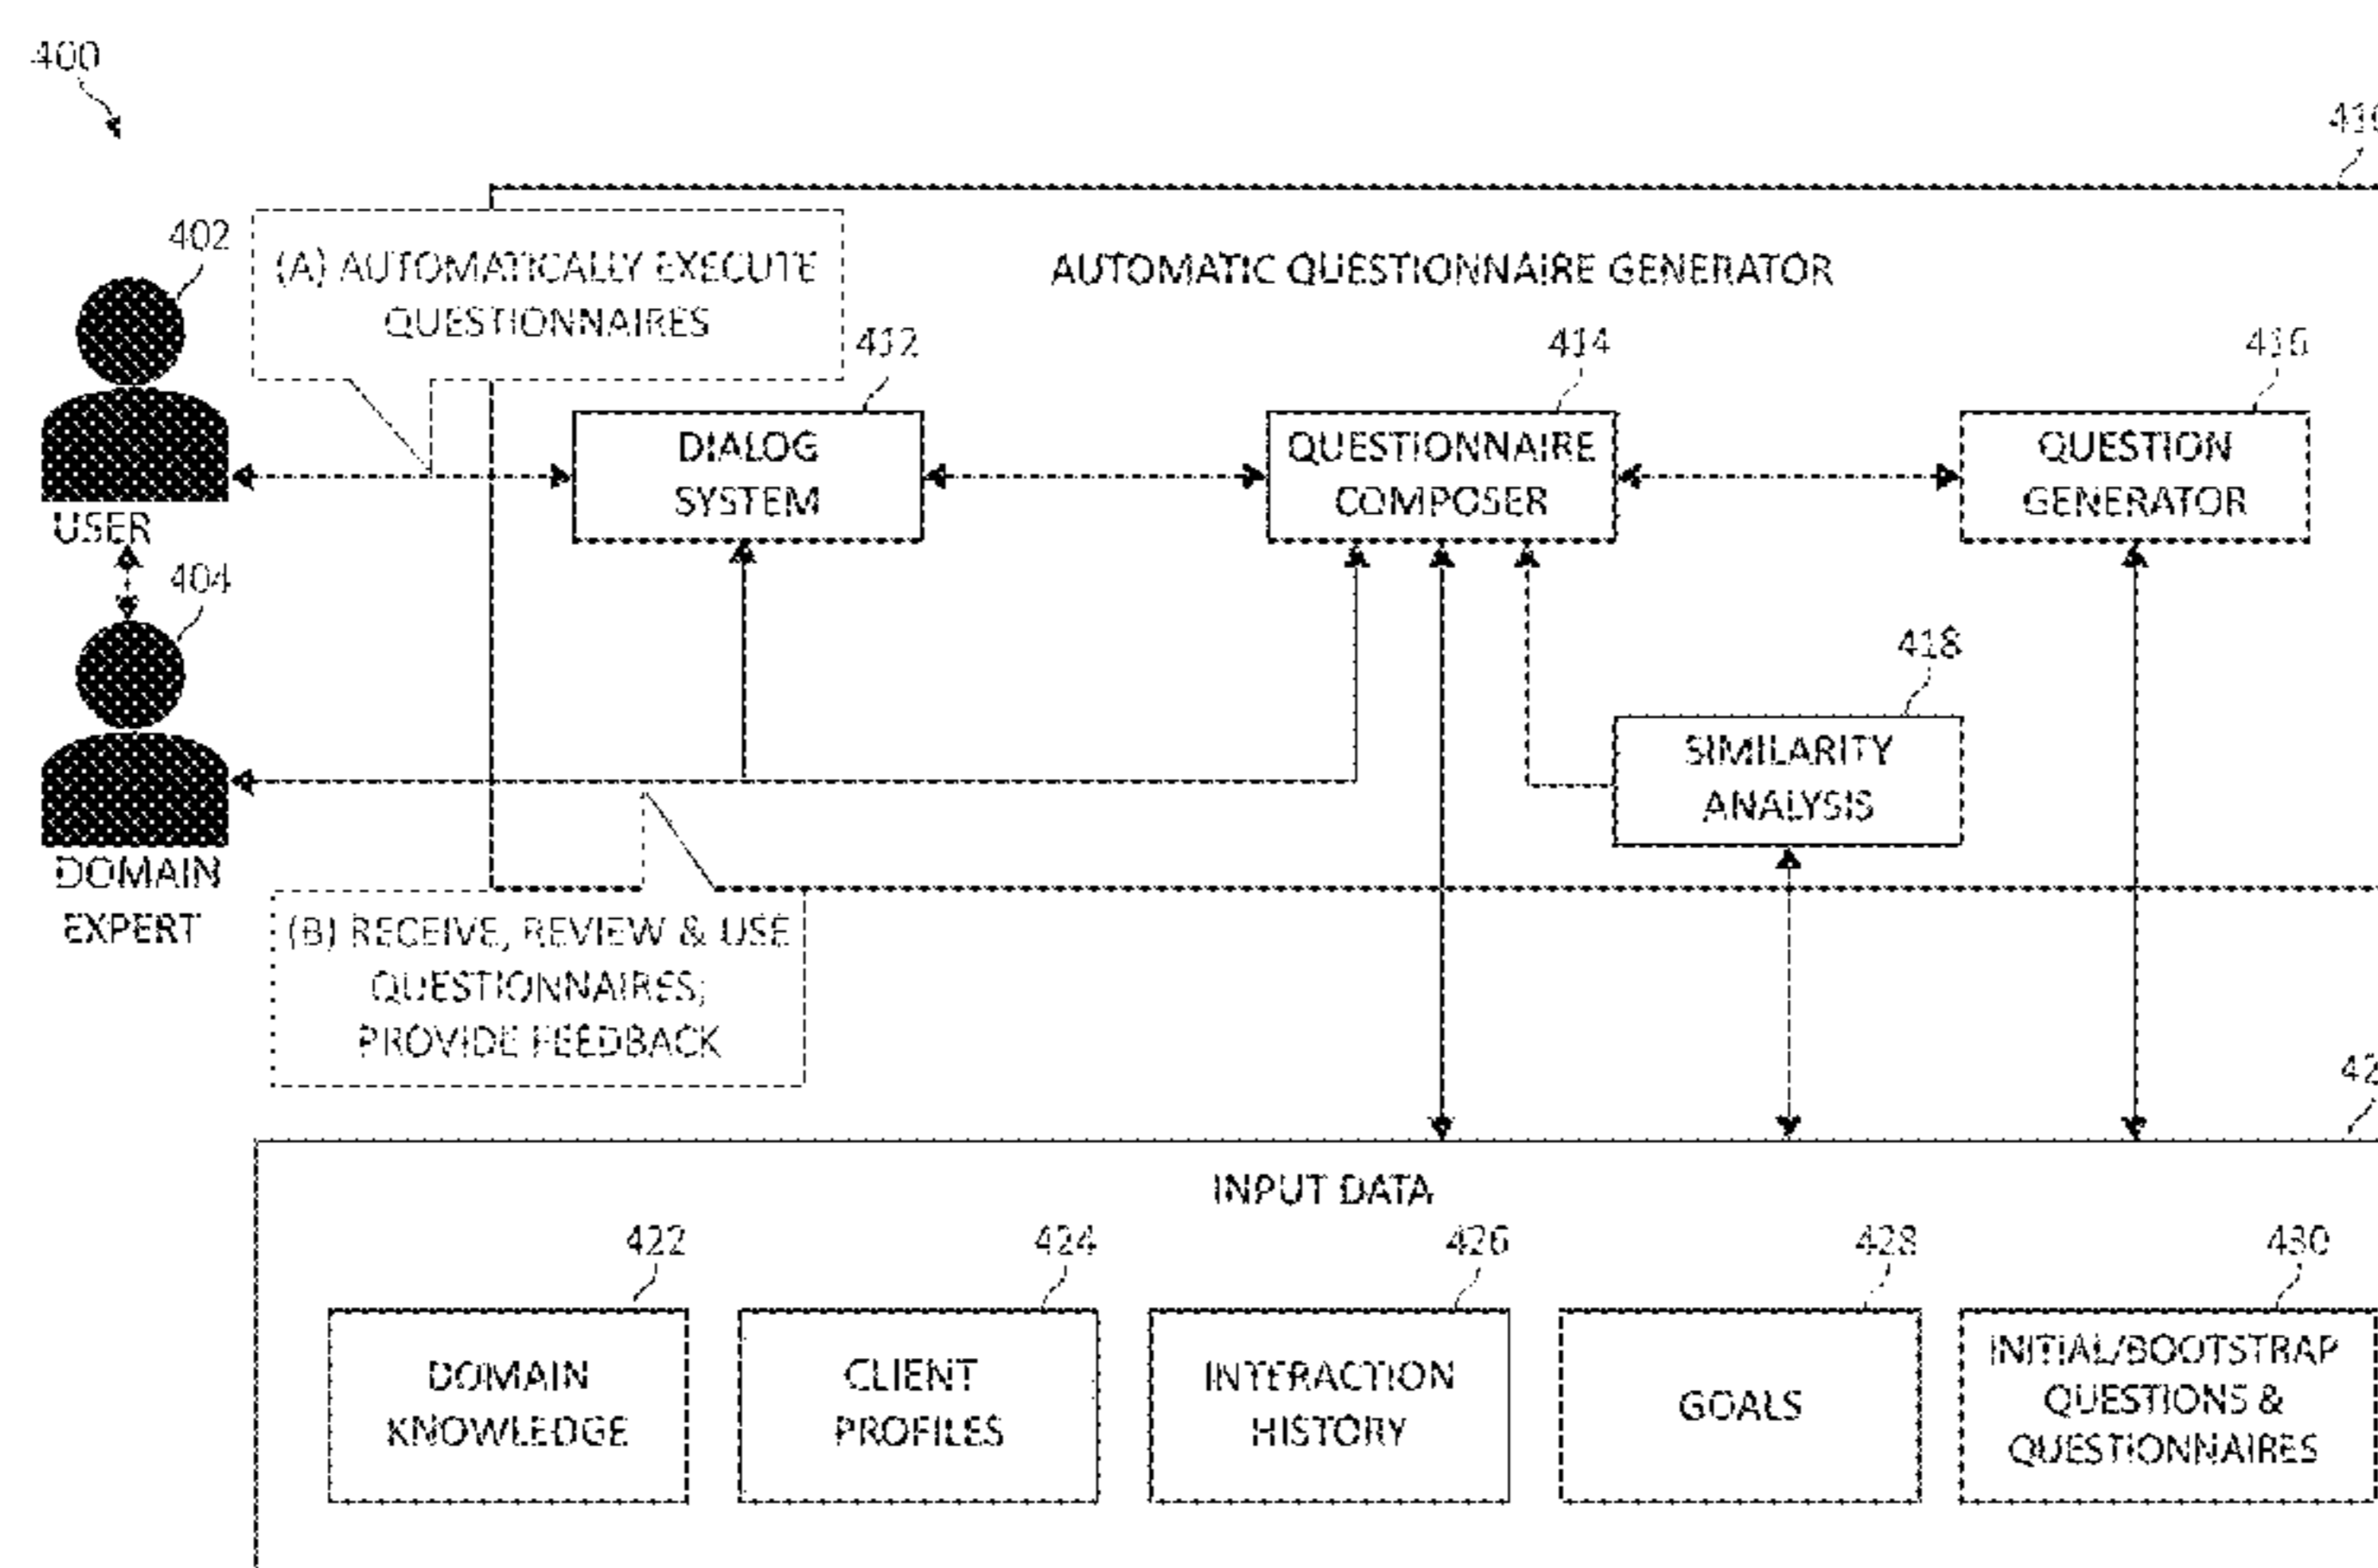 400
410
402
(A) AUTOMATICALLY EXECUTE
QUESTIONNAIRES
AUTOMATIC QUESTIONNAIRE GENERATOR
412
414
416
DIALOG
SYSTEM
QUESTIONNAIRE
COMPOSER
QUESTION
GENERATOR
USER
404
418
SIMILARITY
ANALYSIS
DOMAIN
EXPERT
(B) RECEIVE, REVIEW & USE
QUESTIONNAIRES;
PROVIDE FEEDBACK
INPUT DATA
422
424
426
428
430
DOMAIN
KNOWLEDGE
CLIENT
PROFILES
INTERACTION
HISTORY
GOALS
INITIAL/BOOTSTRAP
QUESTIONS &
QUESTIONNAIRES